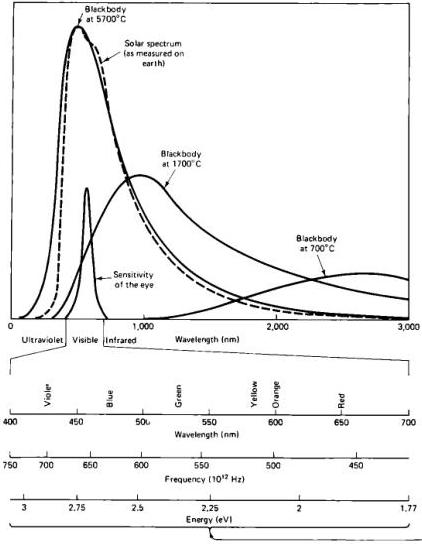 Blackbody
at 5700°C
Solar spectrum
(as measured on
earth)
Blackbody
at 1700°C
Blackbody
at 700°C
Sensitivity
of the eye
0 1,000 2,000 3,000
Ultraviolet Visible Infrared Wavelength (nm)
Violet Blue Green Yellow Orange Red
400 450 500 550 600 650 700
Wavelength (nm)
750 700 650 600 550 500 450
Frequency (10¹² Hz)
3 2.75 2.5 2.25 2 1.77
Energy (eV)